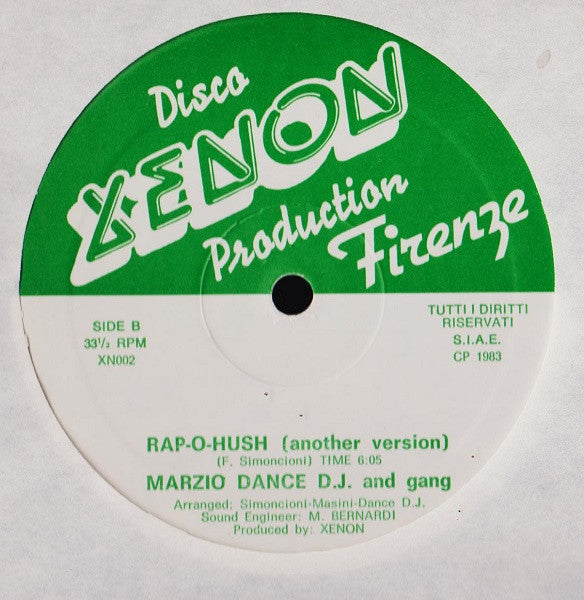 Disco
XENON
Production
Firenze
SIDE B
33½ RPM
XN002
TUTTI I DIRITTI
RISERVATI
S.I.A.E.
CP 1983
RAP-O-HUSH (another version)
(F. Simoncioni) TIME 6:05
MARZIO DANCE D.J. and gang
Arranged: Simoncioni-Masini-Dance D.J.
Sound Engineer: M. BERNARDI
Produced by: XENON